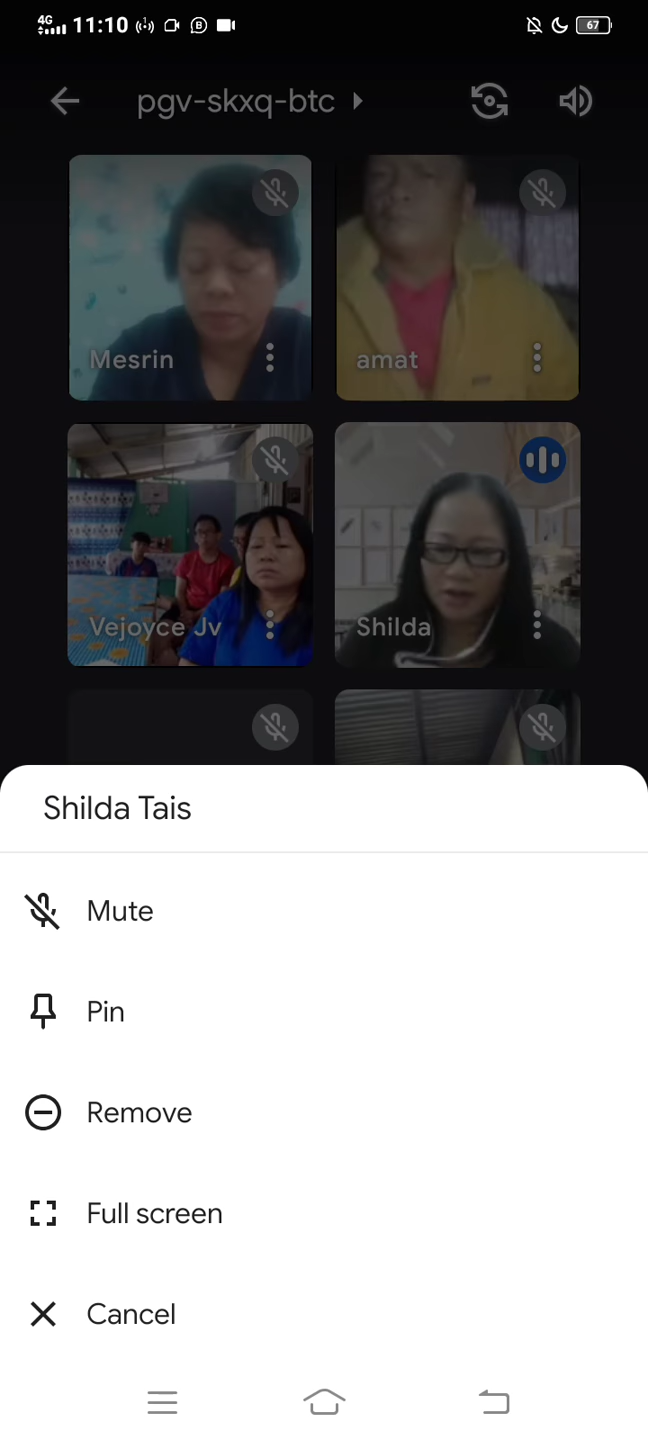 4G 11:10 B 67
pgv-skxq-btc
Mesrin
amat
Vejoyce Jv
Shilda
Shilda Tais
Mute
Pin
Remove
Full screen
Cancel